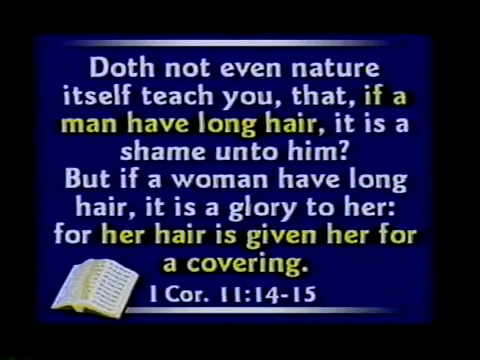 Doth not even nature
itself teach you, that, if a
man have long hair, it is a
shame unto him?
But if a woman have long
hair, it is a glory to her:
for her hair is given her for
a covering.
1 Cor. 11:14-15